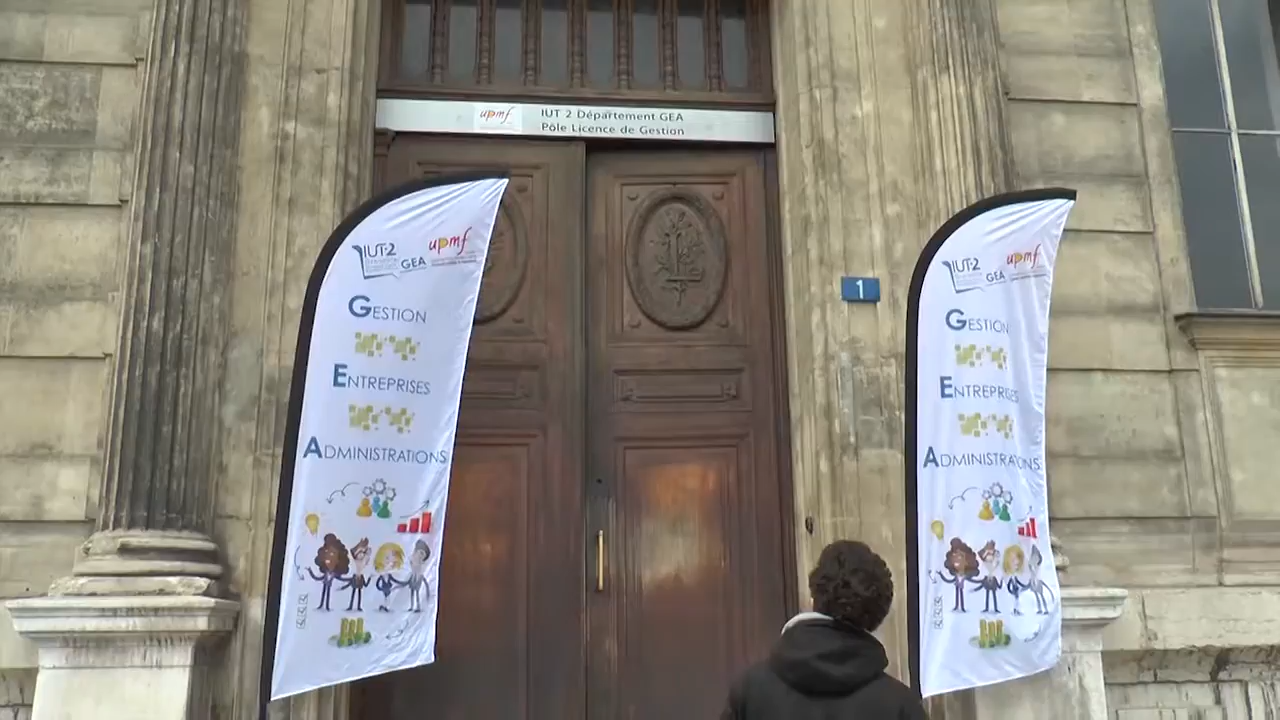 upmf
IUT 2 Département GEA
Pôle Licence de Gestion
IUT-2
GEA
upmf
GESTION
ENTREPRISES
ADMINISTRATIONS
1
IUT-2
GEA
upmf
GESTION
ENTREPRISES
ADMINISTRATIONS